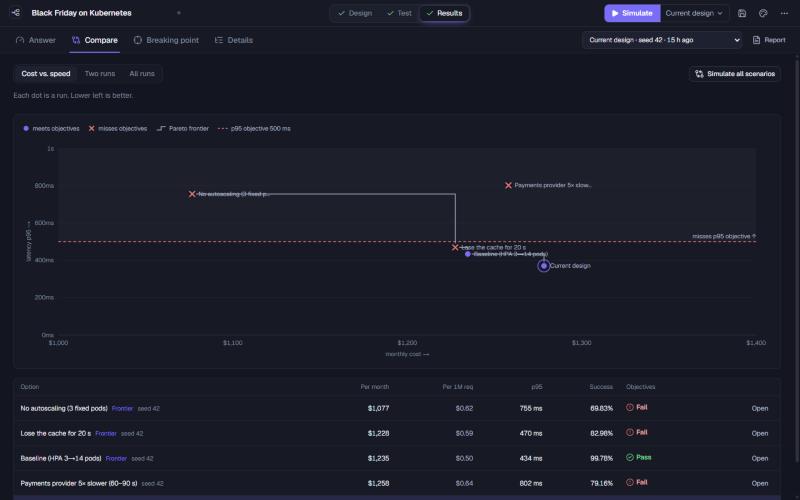 Black Friday on Kubernetes
Design
Test
Results
Simulate
Current design
Answer
Compare
Breaking point
Details
Current design · seed 42 · 15 h ago
Report
Cost vs. speed
Two runs
All runs
Simulate all scenarios
Each dot is a run. Lower left is better.
meets objectives
misses objectives
Pareto frontier
p95 objective 500 ms
1s
800ms
600ms
400ms
200ms
0ms
latency p95 →
No autoscaling (3 fixed p…
Payments provider 5× slow…
misses p95 objective ↑
Lose the cache for 20 s
Baseline (HPA 3→14 pods)
Current design
$1,000
$1,100
$1,200
$1,300
$1,400
monthly cost →
Option Per month Per 1M req p95 Success Objectives
No autoscaling (3 fixed pods) Frontier seed 42 $1,077 $0.62 755 ms 69.83% Fail Open
Lose the cache for 20 s Frontier seed 42 $1,228 $0.59 470 ms 82.98% Fail Open
Baseline (HPA 3→14 pods) Frontier seed 42 $1,235 $0.50 434 ms 99.78% Pass Open
Payments provider 5× slower (60–90 s) seed 42 $1,258 $0.64 802 ms 79.16% Fail Open